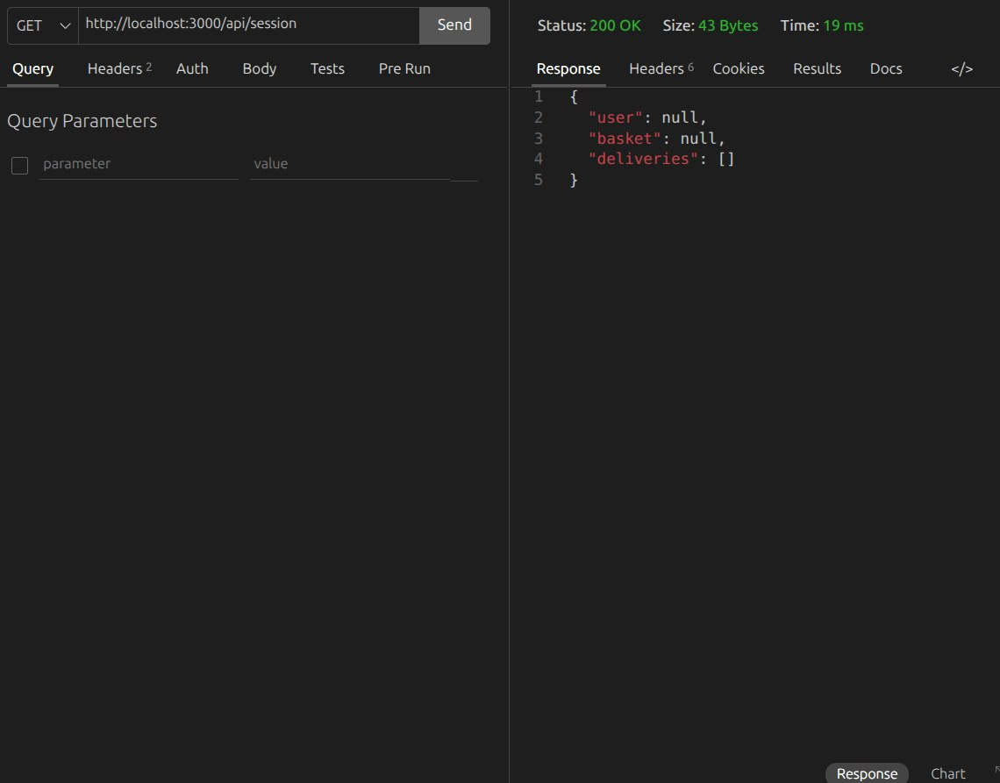 GET http://localhost:3000/api/session Send
Query Headers 2 Auth Body Tests Pre Run
Query Parameters
parameter value
Status: 200 OK Size: 43 Bytes Time: 19 ms
Response Headers 6 Cookies Results Docs </>
1 {
2 "user": null,
3 "basket": null,
4 "deliveries": []
5 }
Response Chart